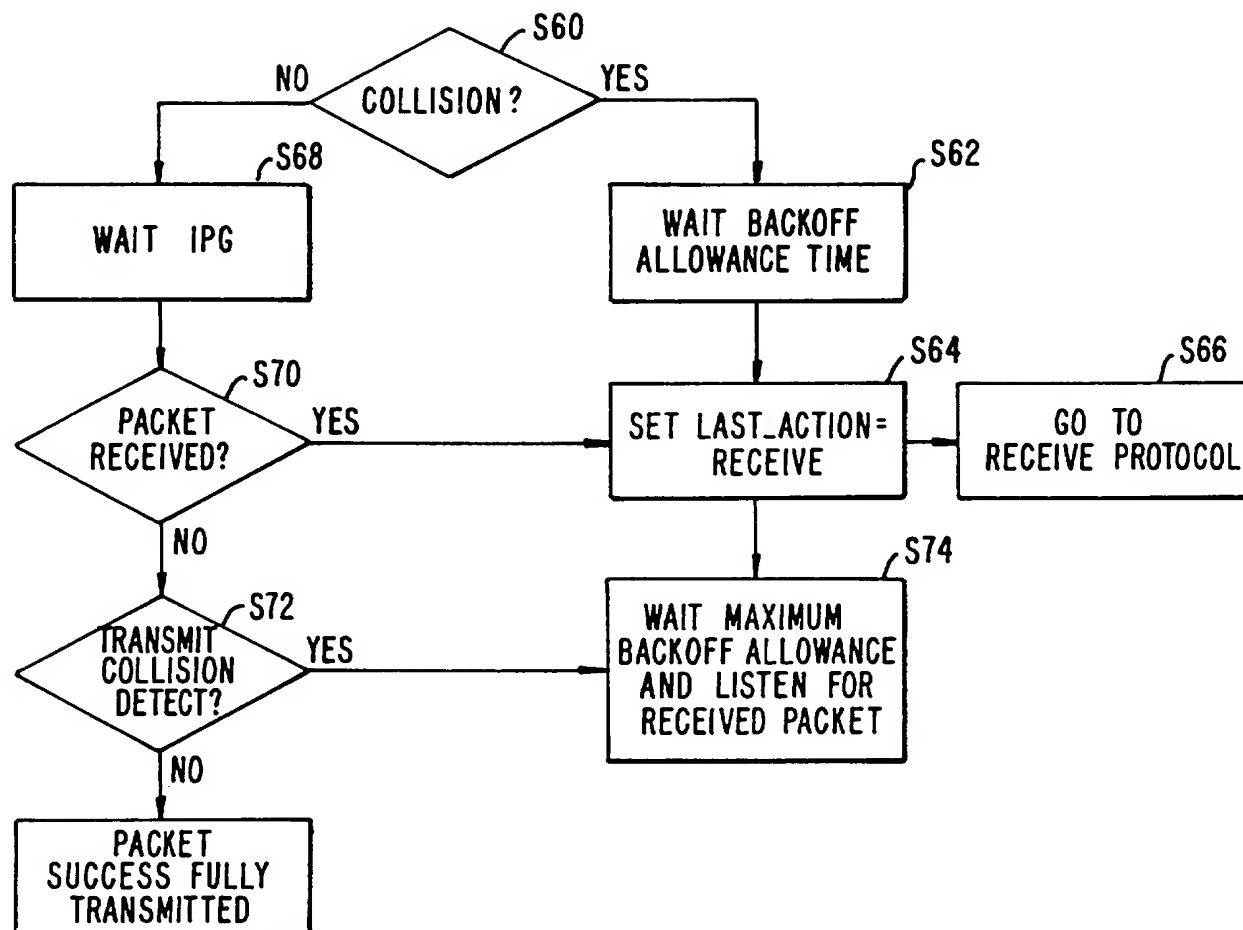 S60
NO
YES
COLLISION?
S68
S62
WAIT IPG
WAIT BACKOFF
ALLOWANCE TIME
S70
S64
S66
PACKET
RECEIVED?
YES
SET LAST_ACTION=
RECEIVE
GO TO
RECEIVE PROTOCOL
NO
S72
S74
TRANSMIT
COLLISION
DETECT?
YES
WAIT MAXIMUM
BACKOFF ALLOWANCE
AND LISTEN FOR
RECEIVED PACKET
NO
PACKET
SUCCESS FULLY
TRANSMITTED